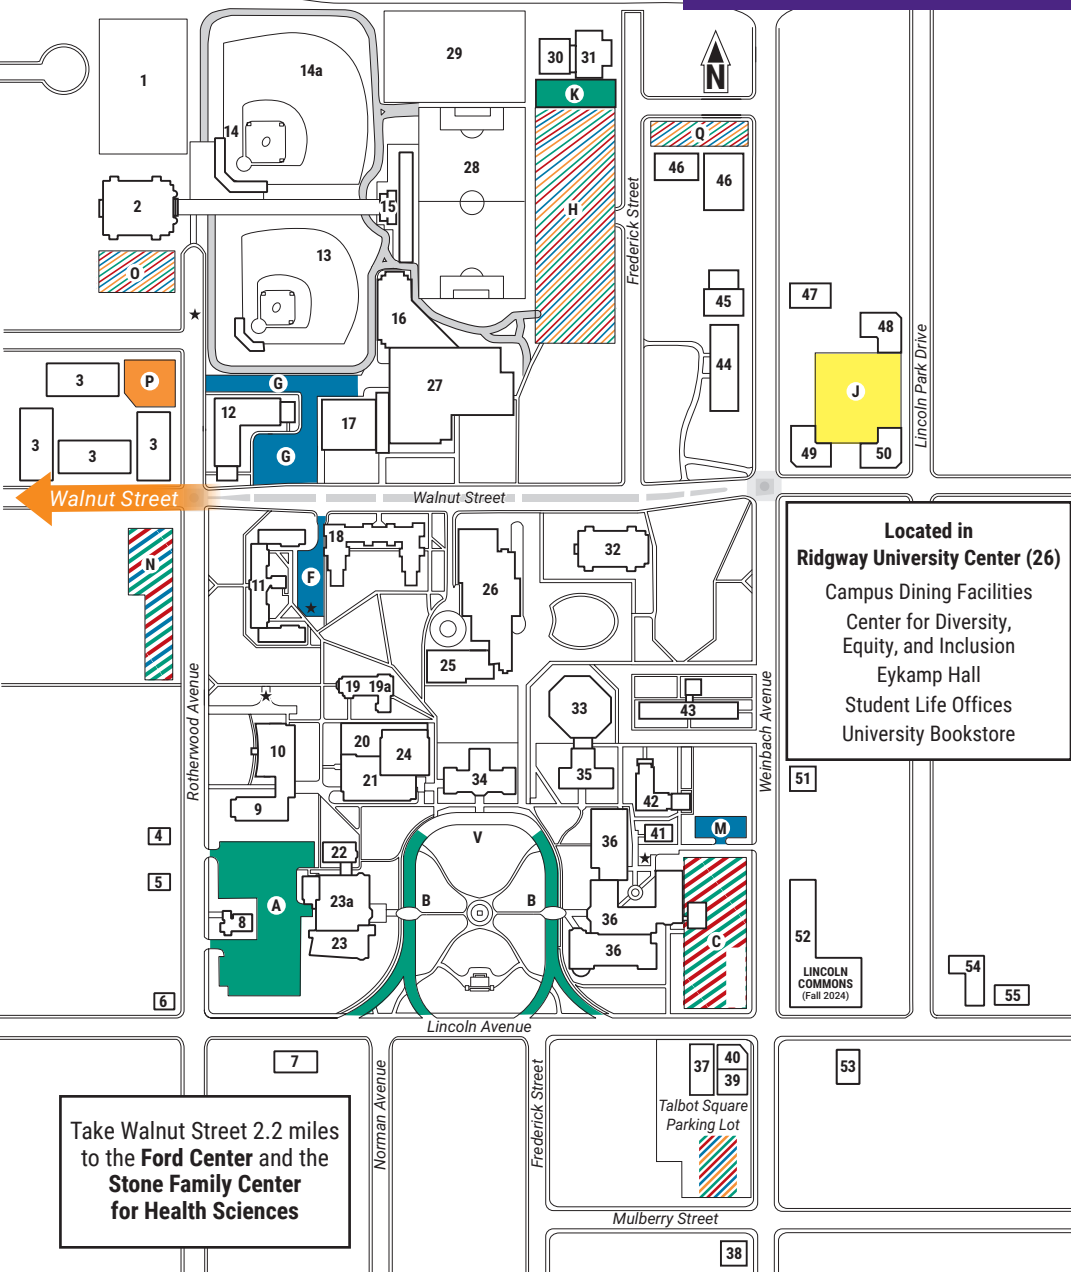 29
30
31
14a
1
K
N
14
Q
28
46
46
2
15
H
Frederick Street
13
O
47
45
16
48
44
Lincoln Park Drive
3
P
G
27
J
12
17
3
3
3
G
49
50
Walnut Street
Walnut Street
18
32
N
F
11
26
Located in
Ridgway University Center (26)
Campus Dining Facilities
Center for Diversity,
Equity, and Inclusion
Eykamp Hall
Student Life Offices
University Bookstore
25
Rotherwood Avenue
19
19a
33
43
Weinbach Avenue
20
24
10
21
34
35
51
42
9
4
V
36
41
M
22
5
23a
B
B
A
8
36
C
52
23
36
LINCOLN
COMMONS
(Fall 2024)
54
55
6
Lincoln Avenue
7
37
40
39
53
Norman Avenue
Frederick Street
Talbot Square
Parking Lot
Take Walnut Street 2.2 miles
to the Ford Center and the
Stone Family Center
for Health Sciences
Mulberry Street
38